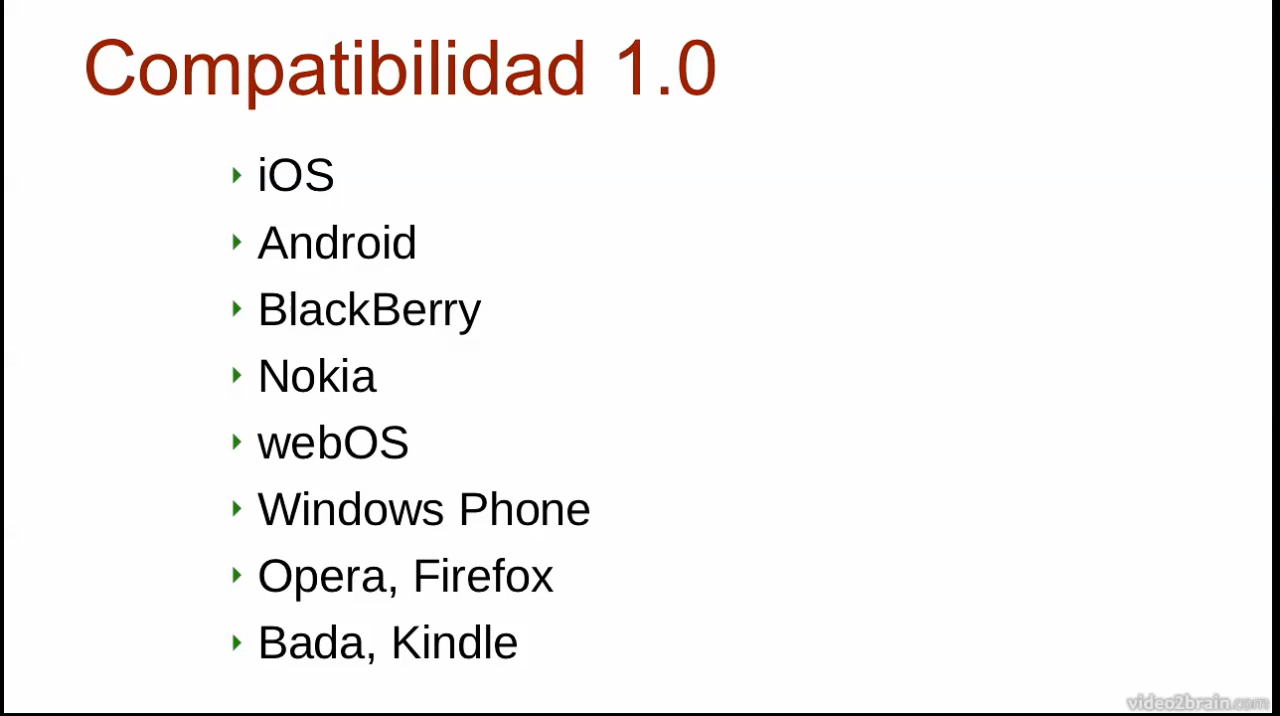 Compatibilidad 1.0
iOS
Android
BlackBerry
Nokia
webOS
Windows Phone
Opera, Firefox
Bada, Kindle
video2brain.com